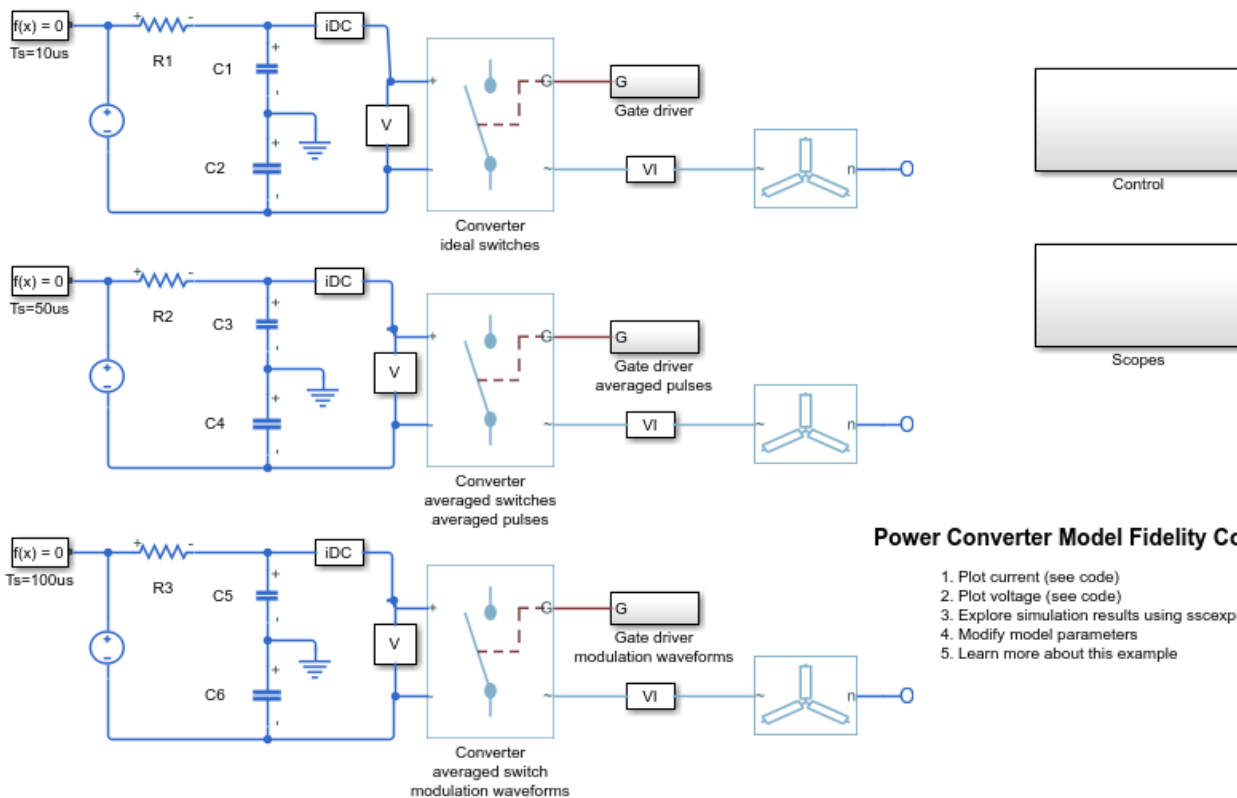 f(x) = 0
Ts=10us
+
-
R1
C1
+
-
C2
+
-
+
-
iDC
V
+
-
G
~
Converter
ideal switches
G
Gate driver
VI
~
n
Control
f(x) = 0
Ts=50us
+
-
R2
C3
+
-
C4
+
-
+
-
iDC
V
+
-
G
~
Converter
averaged switches
averaged pulses
G
Gate driver
averaged pulses
VI
~
n
Scopes
f(x) = 0
Ts=100us
+
-
R3
C5
+
-
C6
+
-
+
-
iDC
V
+
-
G
~
Converter
averaged switch
modulation waveforms
G
Gate driver
modulation waveforms
VI
~
n
Power Converter Model Fidelity Co
1. Plot current (see code)
2. Plot voltage (see code)
3. Explore simulation results using sscexp
4. Modify model parameters
5. Learn more about this example